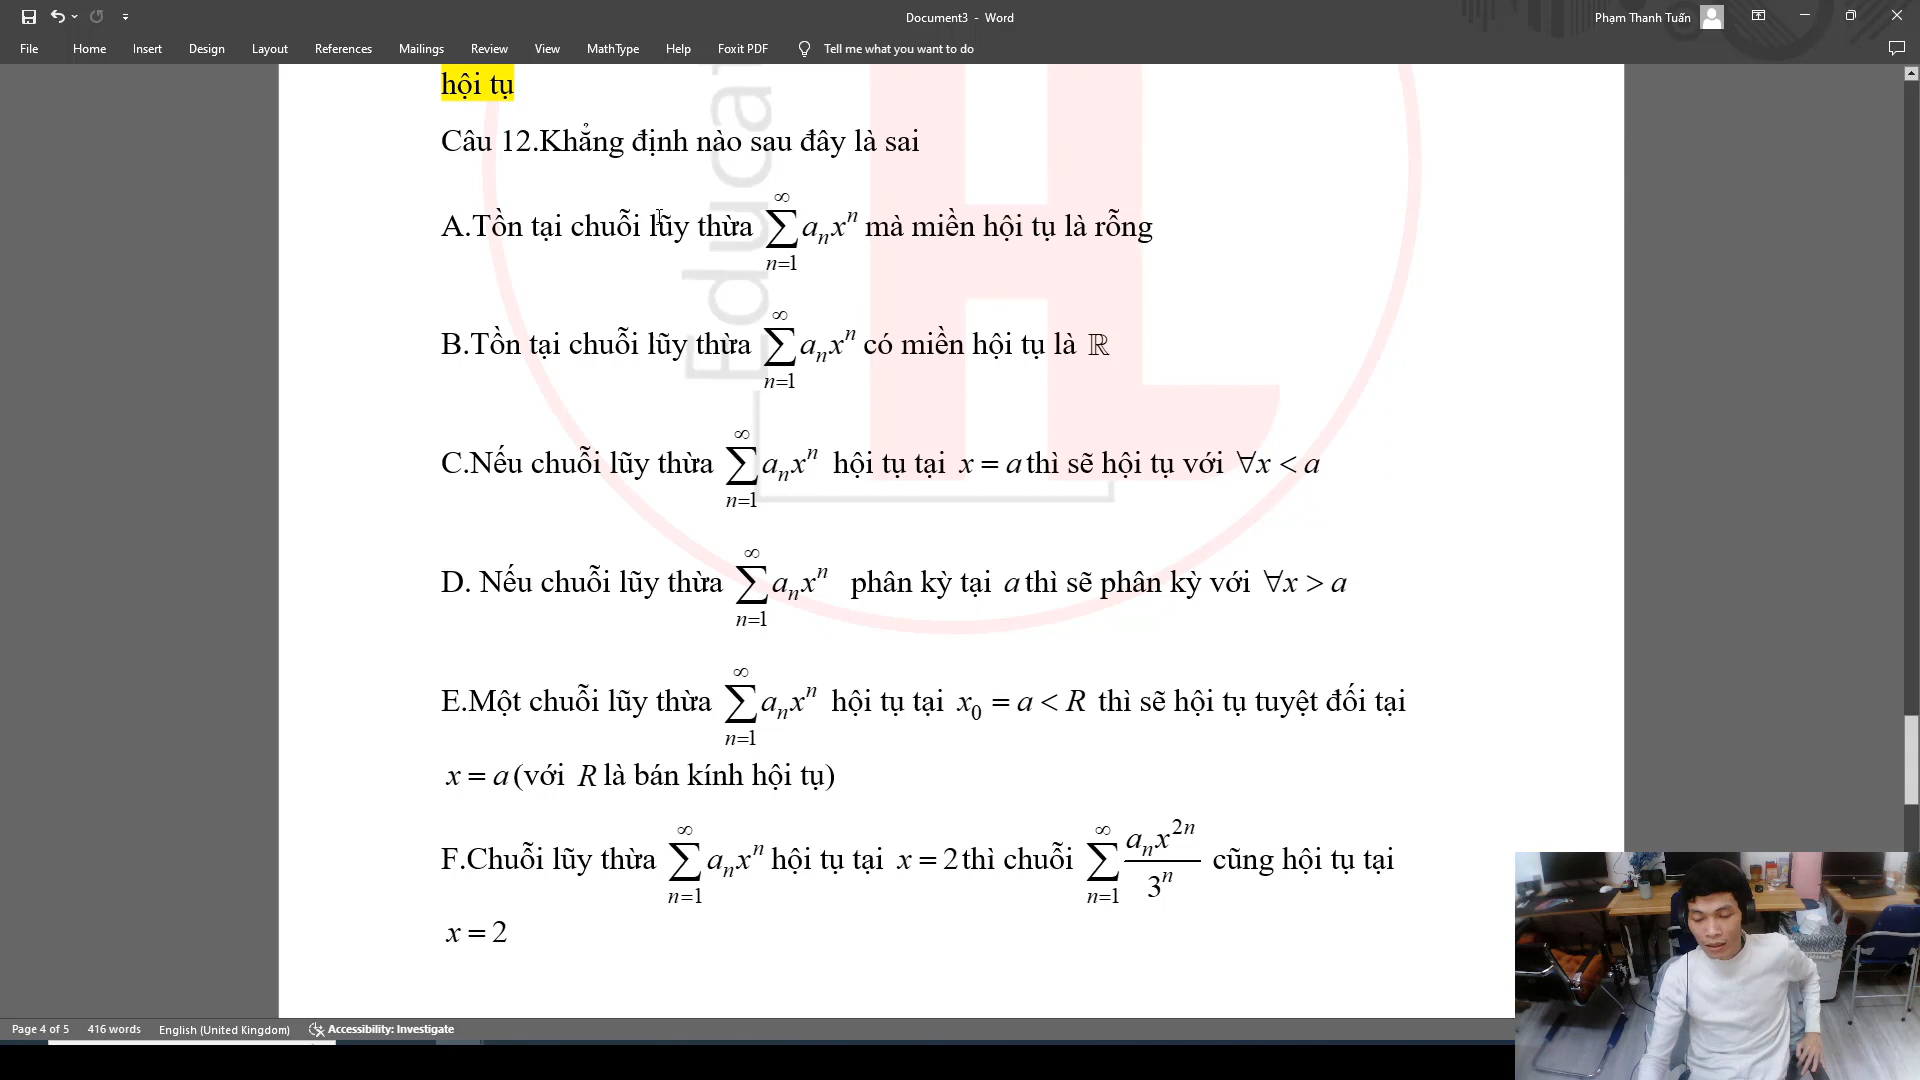 Document3 - Word
Phạm Thanh Tuấn
File Home Insert Design Layout References Mailings Review View MathType Help Foxit PDF Tell me what you want to do
hội tụ
Câu 12.Khẳng định nào sau đây là sai
A.Tồn tại chuỗi lũy thừa ∑_{n=1}^{∞} a_n x^n mà miền hội tụ là rỗng
B.Tồn tại chuỗi lũy thừa ∑_{n=1}^{∞} a_n x^n có miền hội tụ là ℝ
C.Nếu chuỗi lũy thừa ∑_{n=1}^{∞} a_n x^n hội tụ tại x = a thì sẽ hội tụ với ∀x < a
D. Nếu chuỗi lũy thừa ∑_{n=1}^{∞} a_n x^n phân kỳ tại a thì sẽ phân kỳ với ∀x > a
E.Một chuỗi lũy thừa ∑_{n=1}^{∞} a_n x^n hội tụ tại x_0 = a < R thì sẽ hội tụ tuyệt đối tại
x = a (với R là bán kính hội tụ)
F.Chuỗi lũy thừa ∑_{n=1}^{∞} a_n x^n hội tụ tại x = 2 thì chuỗi ∑_{n=1}^{∞} \frac{a_n x^{2n}}{3^n} cũng hội tụ tại
x = 2
Page 4 of 5 416 words English (United Kingdom) Accessibility: Investigate